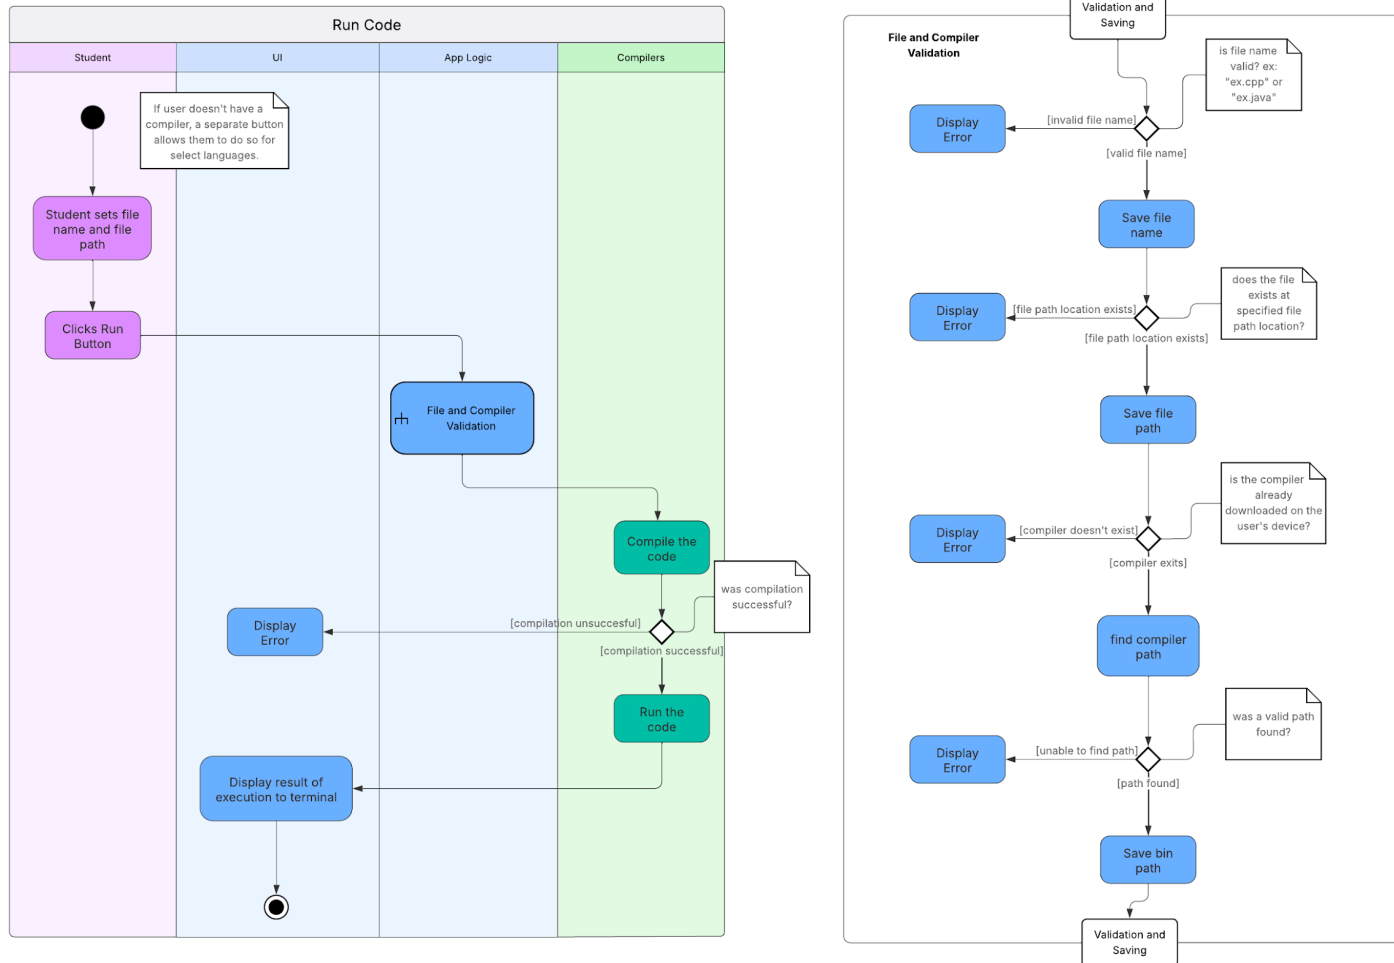 Run Code
Student
UI
App Logic
Compilers
If user doesn't have a
compiler, a separate button
allows them to do so for
select languages.
Student sets file
name and file
path
Clicks Run
Button
File and Compiler
Validation
Compile the
code
was compilation
successful?
[compilation unsuccesful]
Display
Error
[compilation successful]
Run the
code
Display result of
execution to terminal
Validation and
Saving
File and Compiler
Validation
is file name
valid? ex:
"ex.cpp" or
"ex.java"
[invalid file name]
Display
Error
[valid file name]
Save file
name
does the file
exists at
specified file
path location?
[file path location exists]
Display
Error
[file path location exists]
Save file
path
is the compiler
already
downloaded on the
user's device?
[compiler doesn't exist]
Display
Error
[compiler exits]
find compiler
path
was a valid path
found?
[unable to find path]
Display
Error
[path found]
Save bin
path
Validation and
Saving